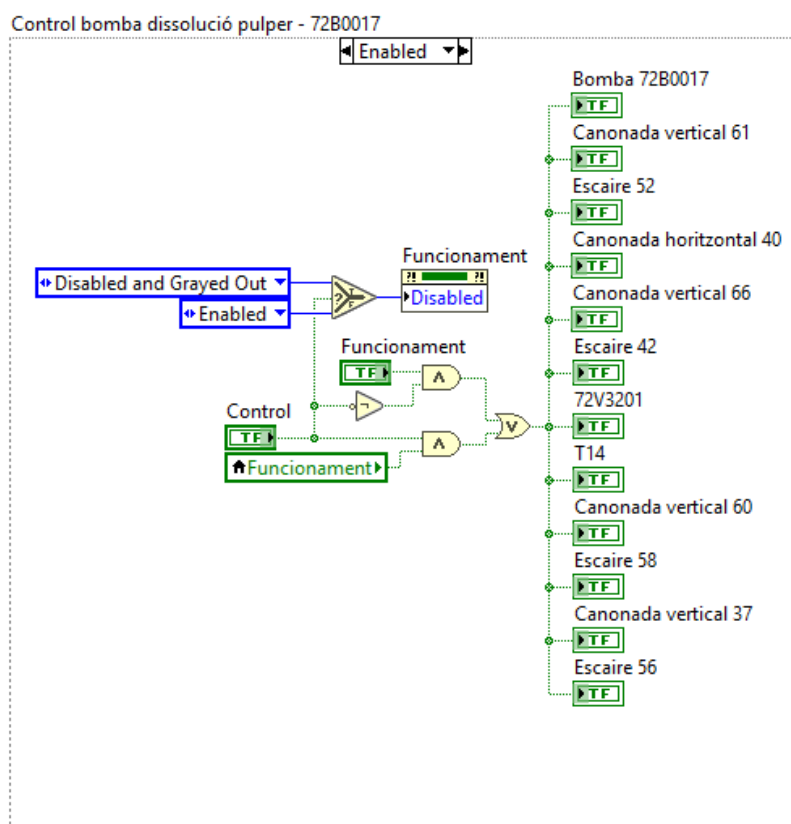 Control bomba dissolució pulper - 72B0017
Enabled
Bomba 72B0017
TF
Canonada vertical 61
TF
Escaire 52
TF
Canonada horitzontal 40
TF
Canonada vertical 66
TF
Escaire 42
TF
72V3201
TF
T14
TF
Canonada vertical 60
TF
Escaire 58
TF
Canonada vertical 37
TF
Escaire 56
TF
Disabled and Grayed Out
Enabled
? T F
Funcionament
?! ?!
Disabled
Funcionament
TF
Λ
¬
Control
TF
Λ
V
Funcionament